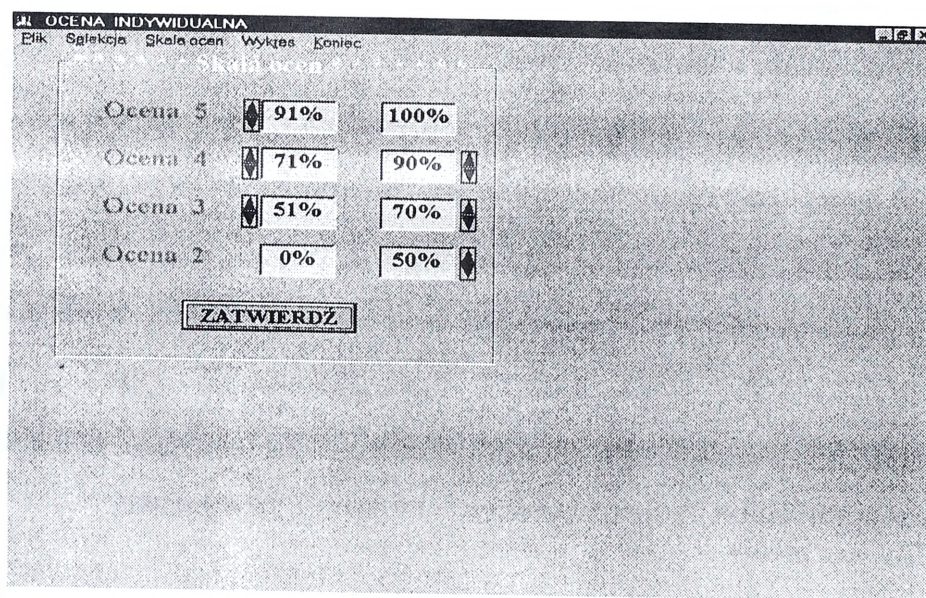 OCENA INDYWIDUALNA
Plik Selekcja Skala ocen Wykres Koniec
* * * * * * Skala ocen * * * * * * *
Ocena 5 91% 100%
Ocena 4 71% 90%
Ocena 3 51% 70%
Ocena 2 0% 50%
ZATWIERDŹ